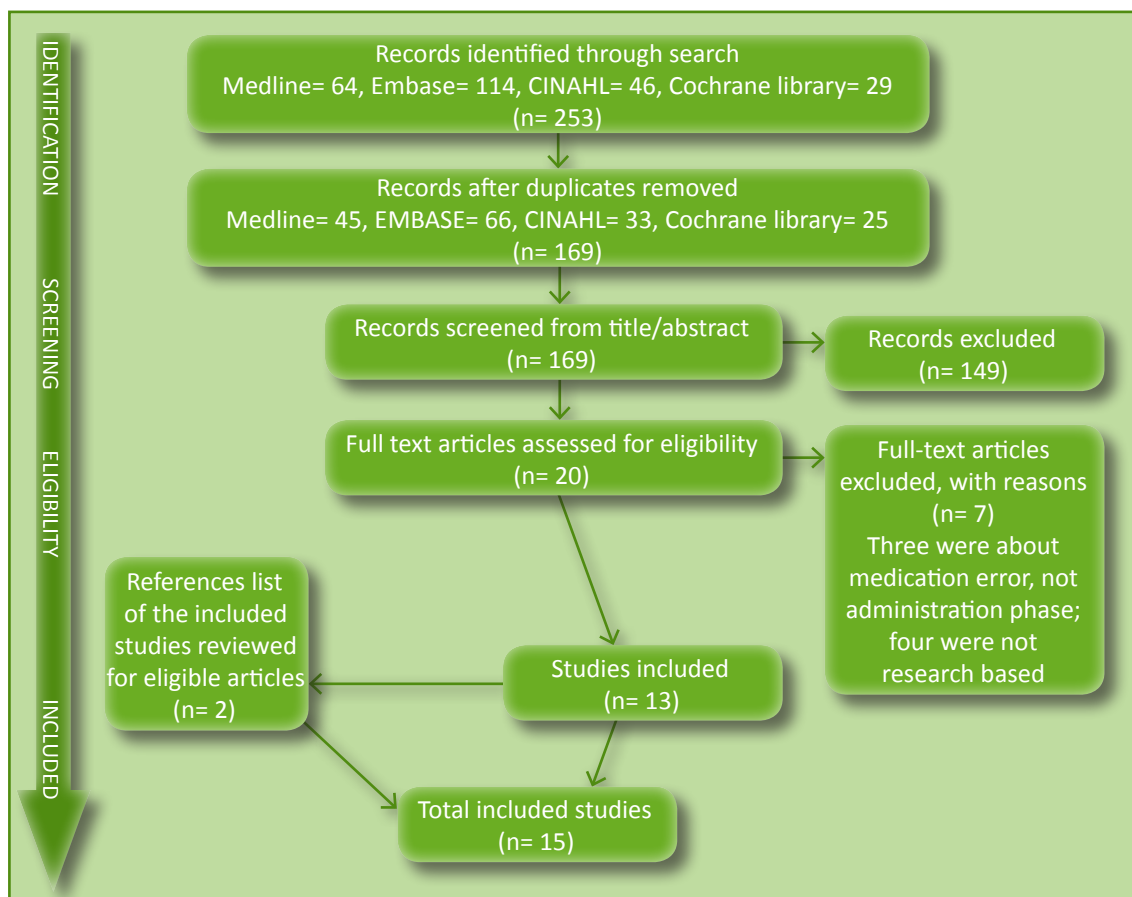 IDENTIFICATION
Records identified through search
Medline= 64, Embase= 114, CINAHL= 46, Cochrane library= 29
(n= 253)
Records after duplicates removed
Medline= 45, EMBASE= 66, CINAHL= 33, Cochrane library= 25
(n= 169)
SCREENING
Records screened from title/abstract
(n= 169)
Records excluded
(n= 149)
ELIGIBILITY
Full text articles assessed for eligibility
(n= 20)
Full-text articles
excluded, with reasons
(n= 7)
Three were about
medication error, not
administration phase;
four were not
research based
INCLUDED
References list
of the included
studies reviewed
for eligible articles
(n= 2)
Studies included
(n= 13)
Total included studies
(n= 15)